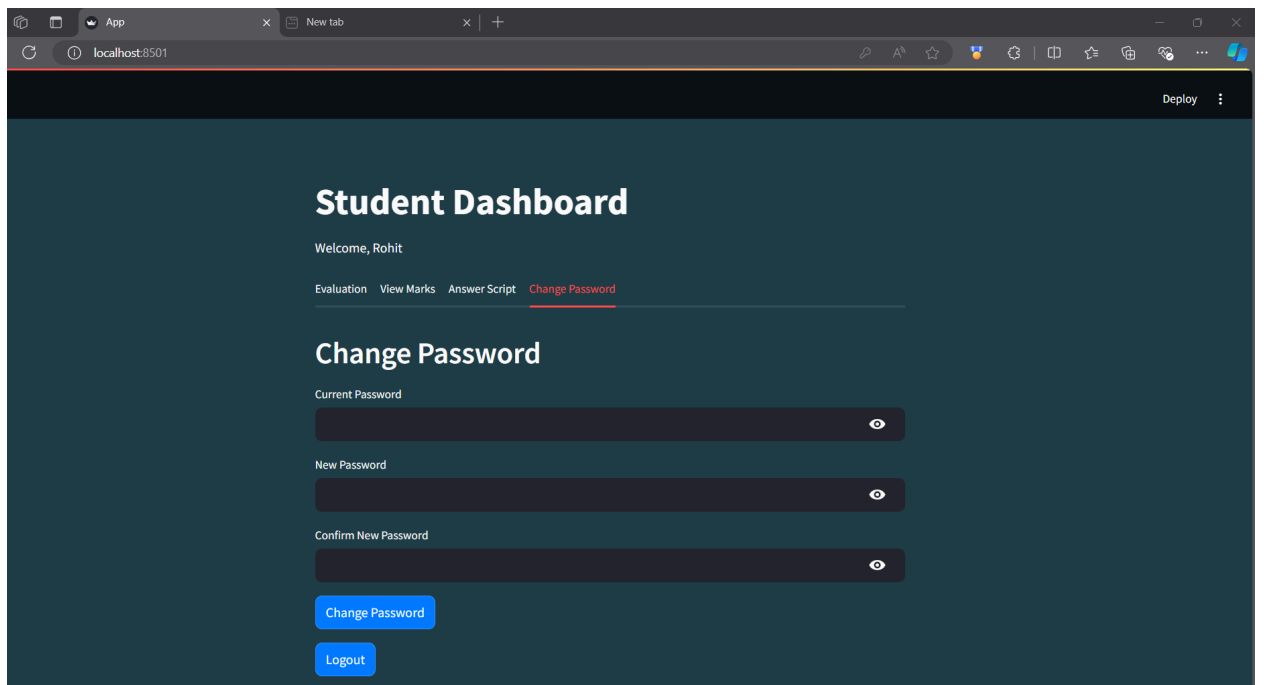 App
New tab
localhost:8501
Deploy
Student Dashboard
Welcome, Rohit
Evaluation View Marks Answer Script Change Password
Change Password
Current Password
New Password
Confirm New Password
Change Password
Logout